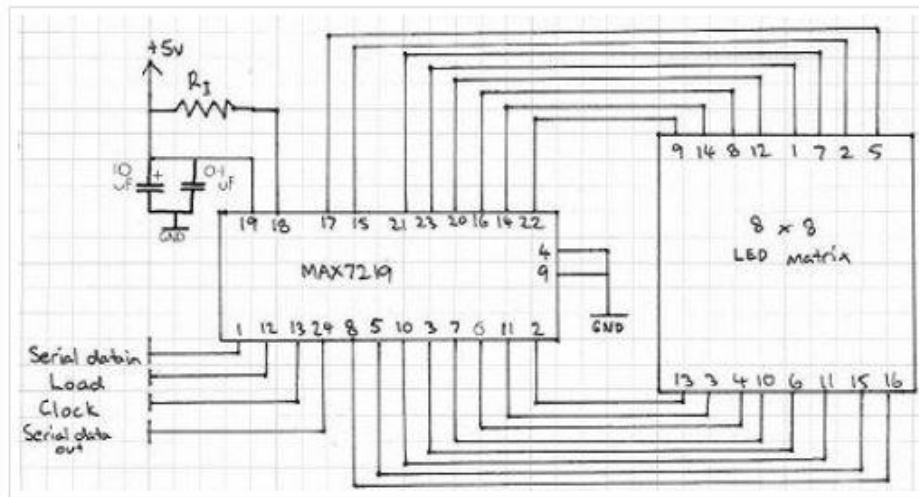 +5v
RI
10 uF
0.1 uF
GND
19 18 17 15 21 23 20 16 14 22
MAX7219
4
9
GND
1 12 13 24 8 5 10 3 7 6 11 2
Serial data in
Load
Clock
Serial data out
9 14 8 12 1 7 2 5
8 x 8
LED Matrix
13 3 4 10 6 11 15 16